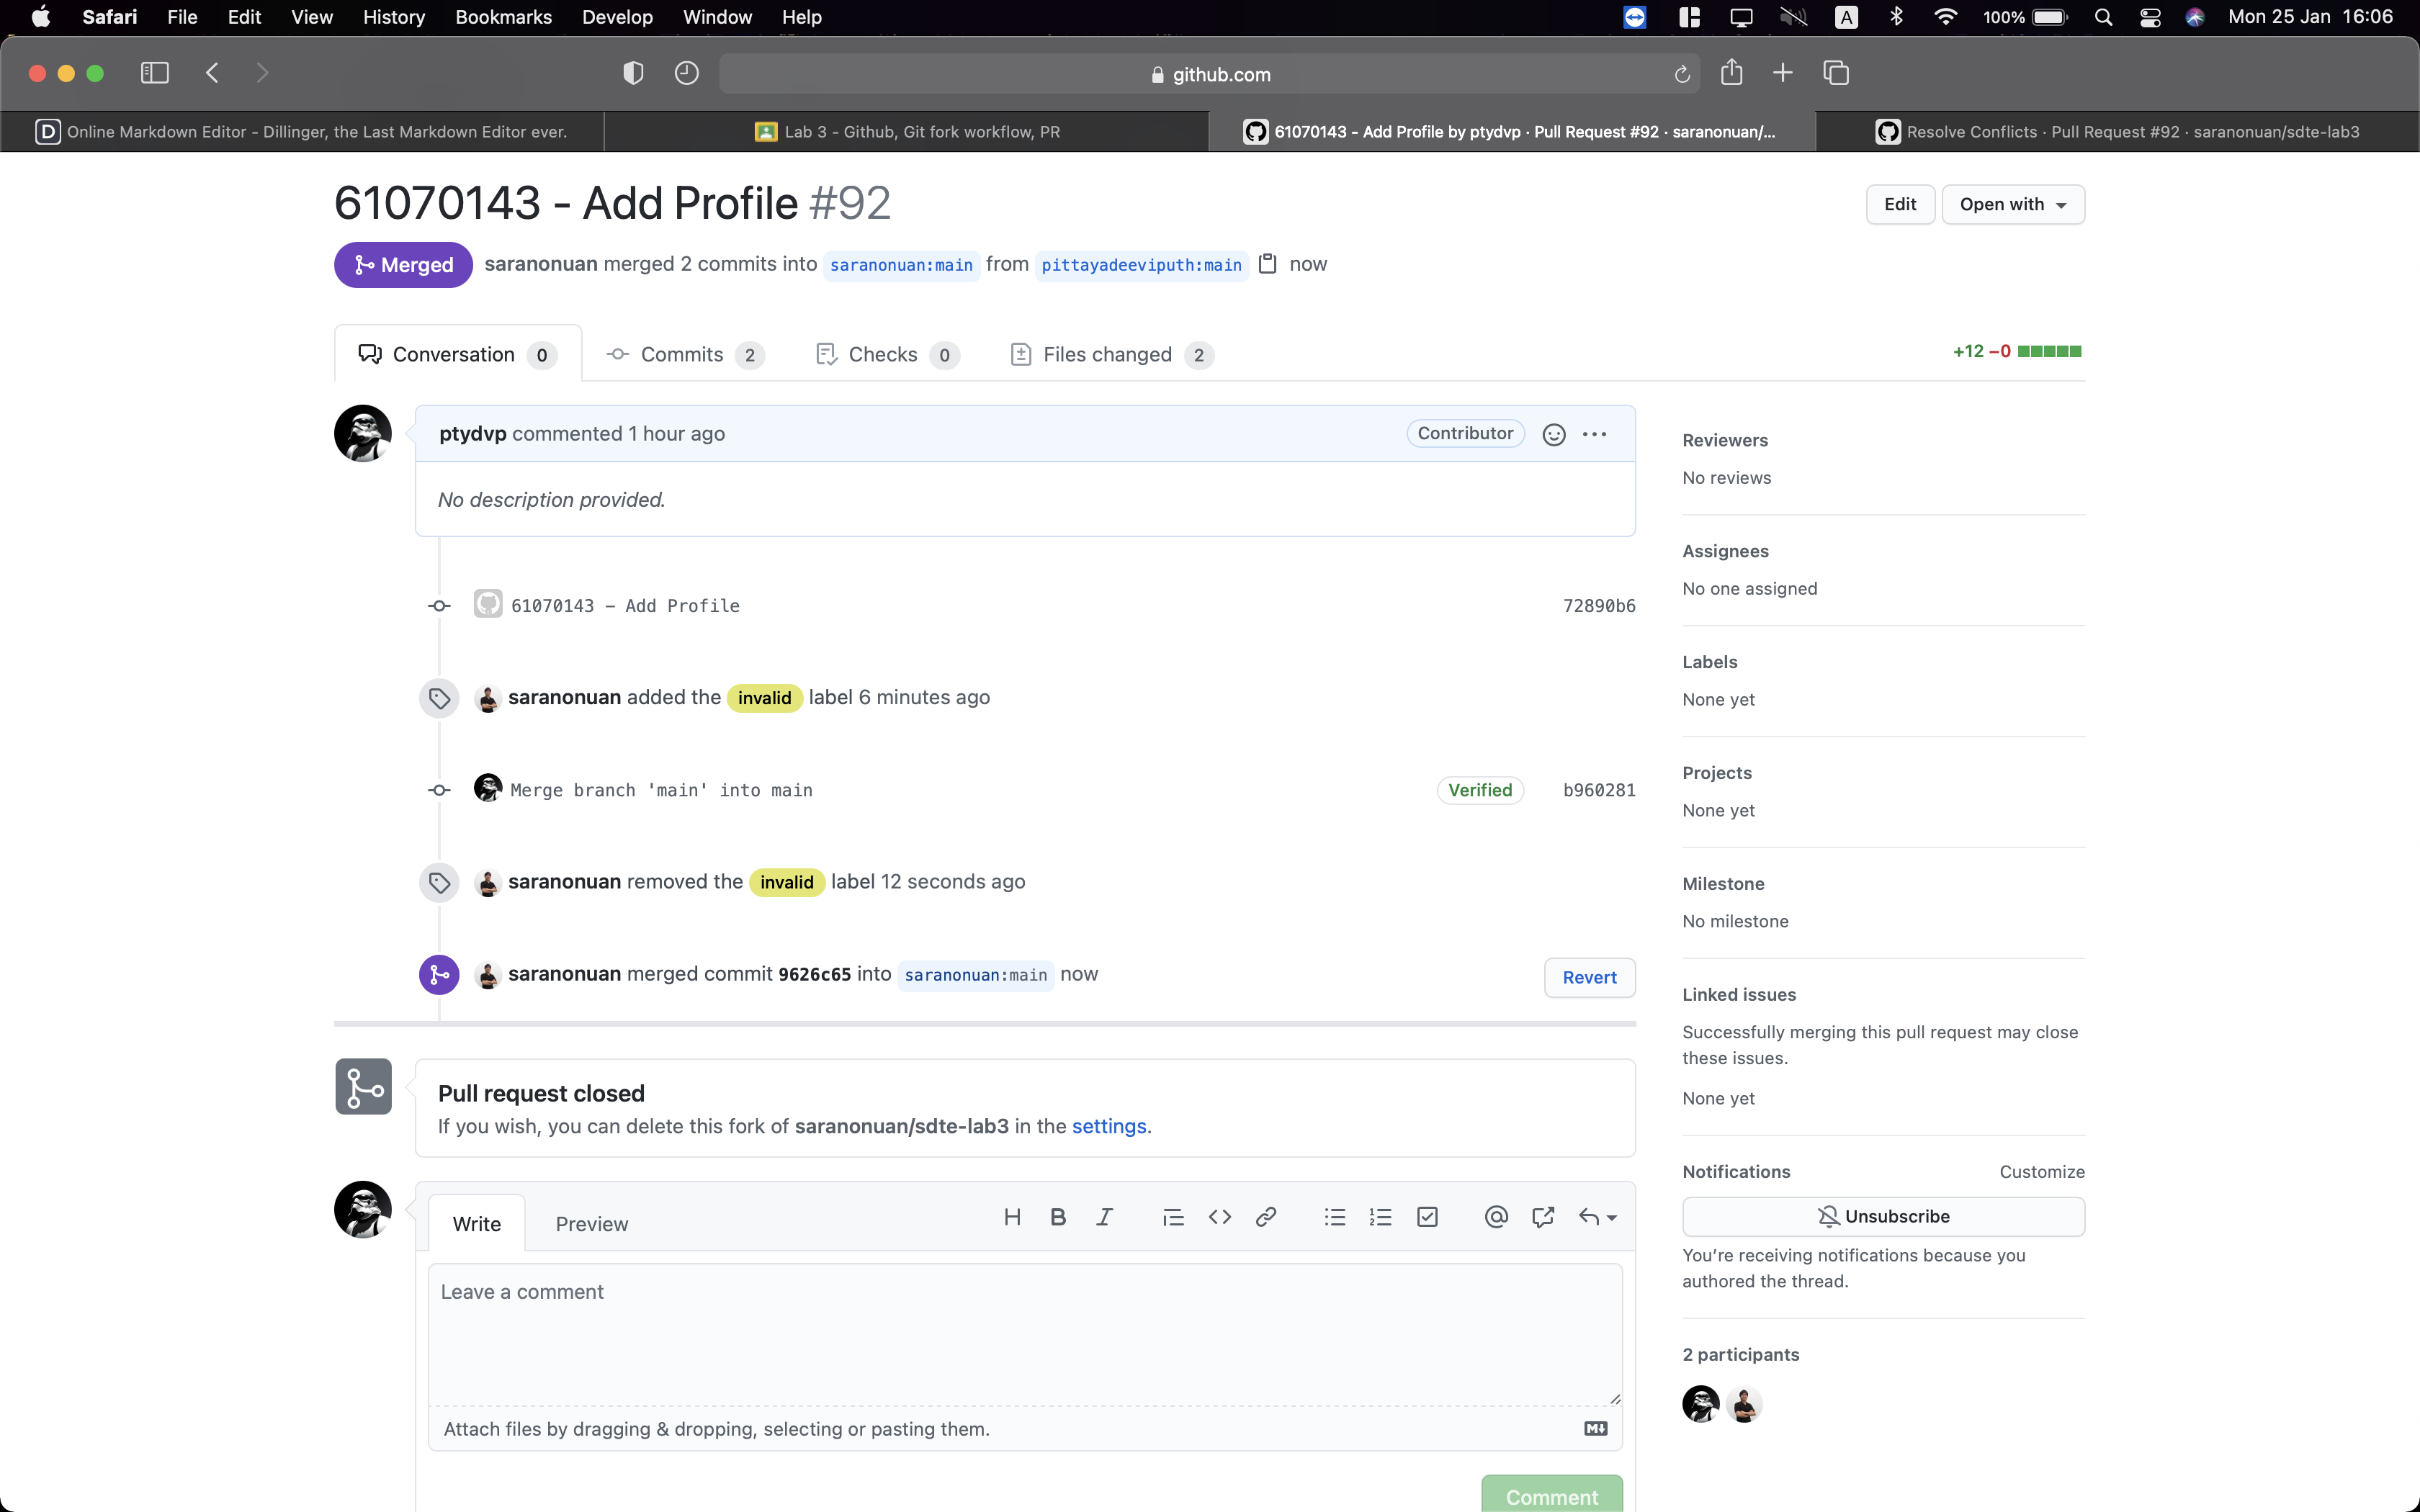 Safari File Edit View History Bookmarks Develop Window Help A 100% Mon 25 Jan 16:06
github.com
D Online Markdown Editor - Dillinger, the Last Markdown Editor ever. Lab 3 - Github, Git fork workflow, PR 61070143 - Add Profile by ptydvp · Pull Request #92 · saranonuan/... Resolve Conflicts · Pull Request #92 · saranonuan/sdte-lab3
61070143 - Add Profile #92
Edit Open with
Merged saranonuan merged 2 commits into saranonuan:main from pittayadeeviputh:main now
Conversation 0 Commits 2 Checks 0 Files changed 2 +12 −0
ptydvp commented 1 hour ago Contributor
No description provided.
61070143 – Add Profile 72890b6
saranonuan added the invalid label 6 minutes ago
Merge branch 'main' into main Verified b960281
saranonuan removed the invalid label 12 seconds ago
saranonuan merged commit 9626c65 into saranonuan:main now Revert
Pull request closed
If you wish, you can delete this fork of saranonuan/sdte-lab3 in the settings.
Write Preview H B I
Leave a comment
Attach files by dragging & dropping, selecting or pasting them. M
Comment
Reviewers
No reviews
Assignees
No one assigned
Labels
None yet
Projects
None yet
Milestone
No milestone
Linked issues
Successfully merging this pull request may close
these issues.
None yet
Notifications Customize
Unsubscribe
You're receiving notifications because you
authored the thread.
2 participants